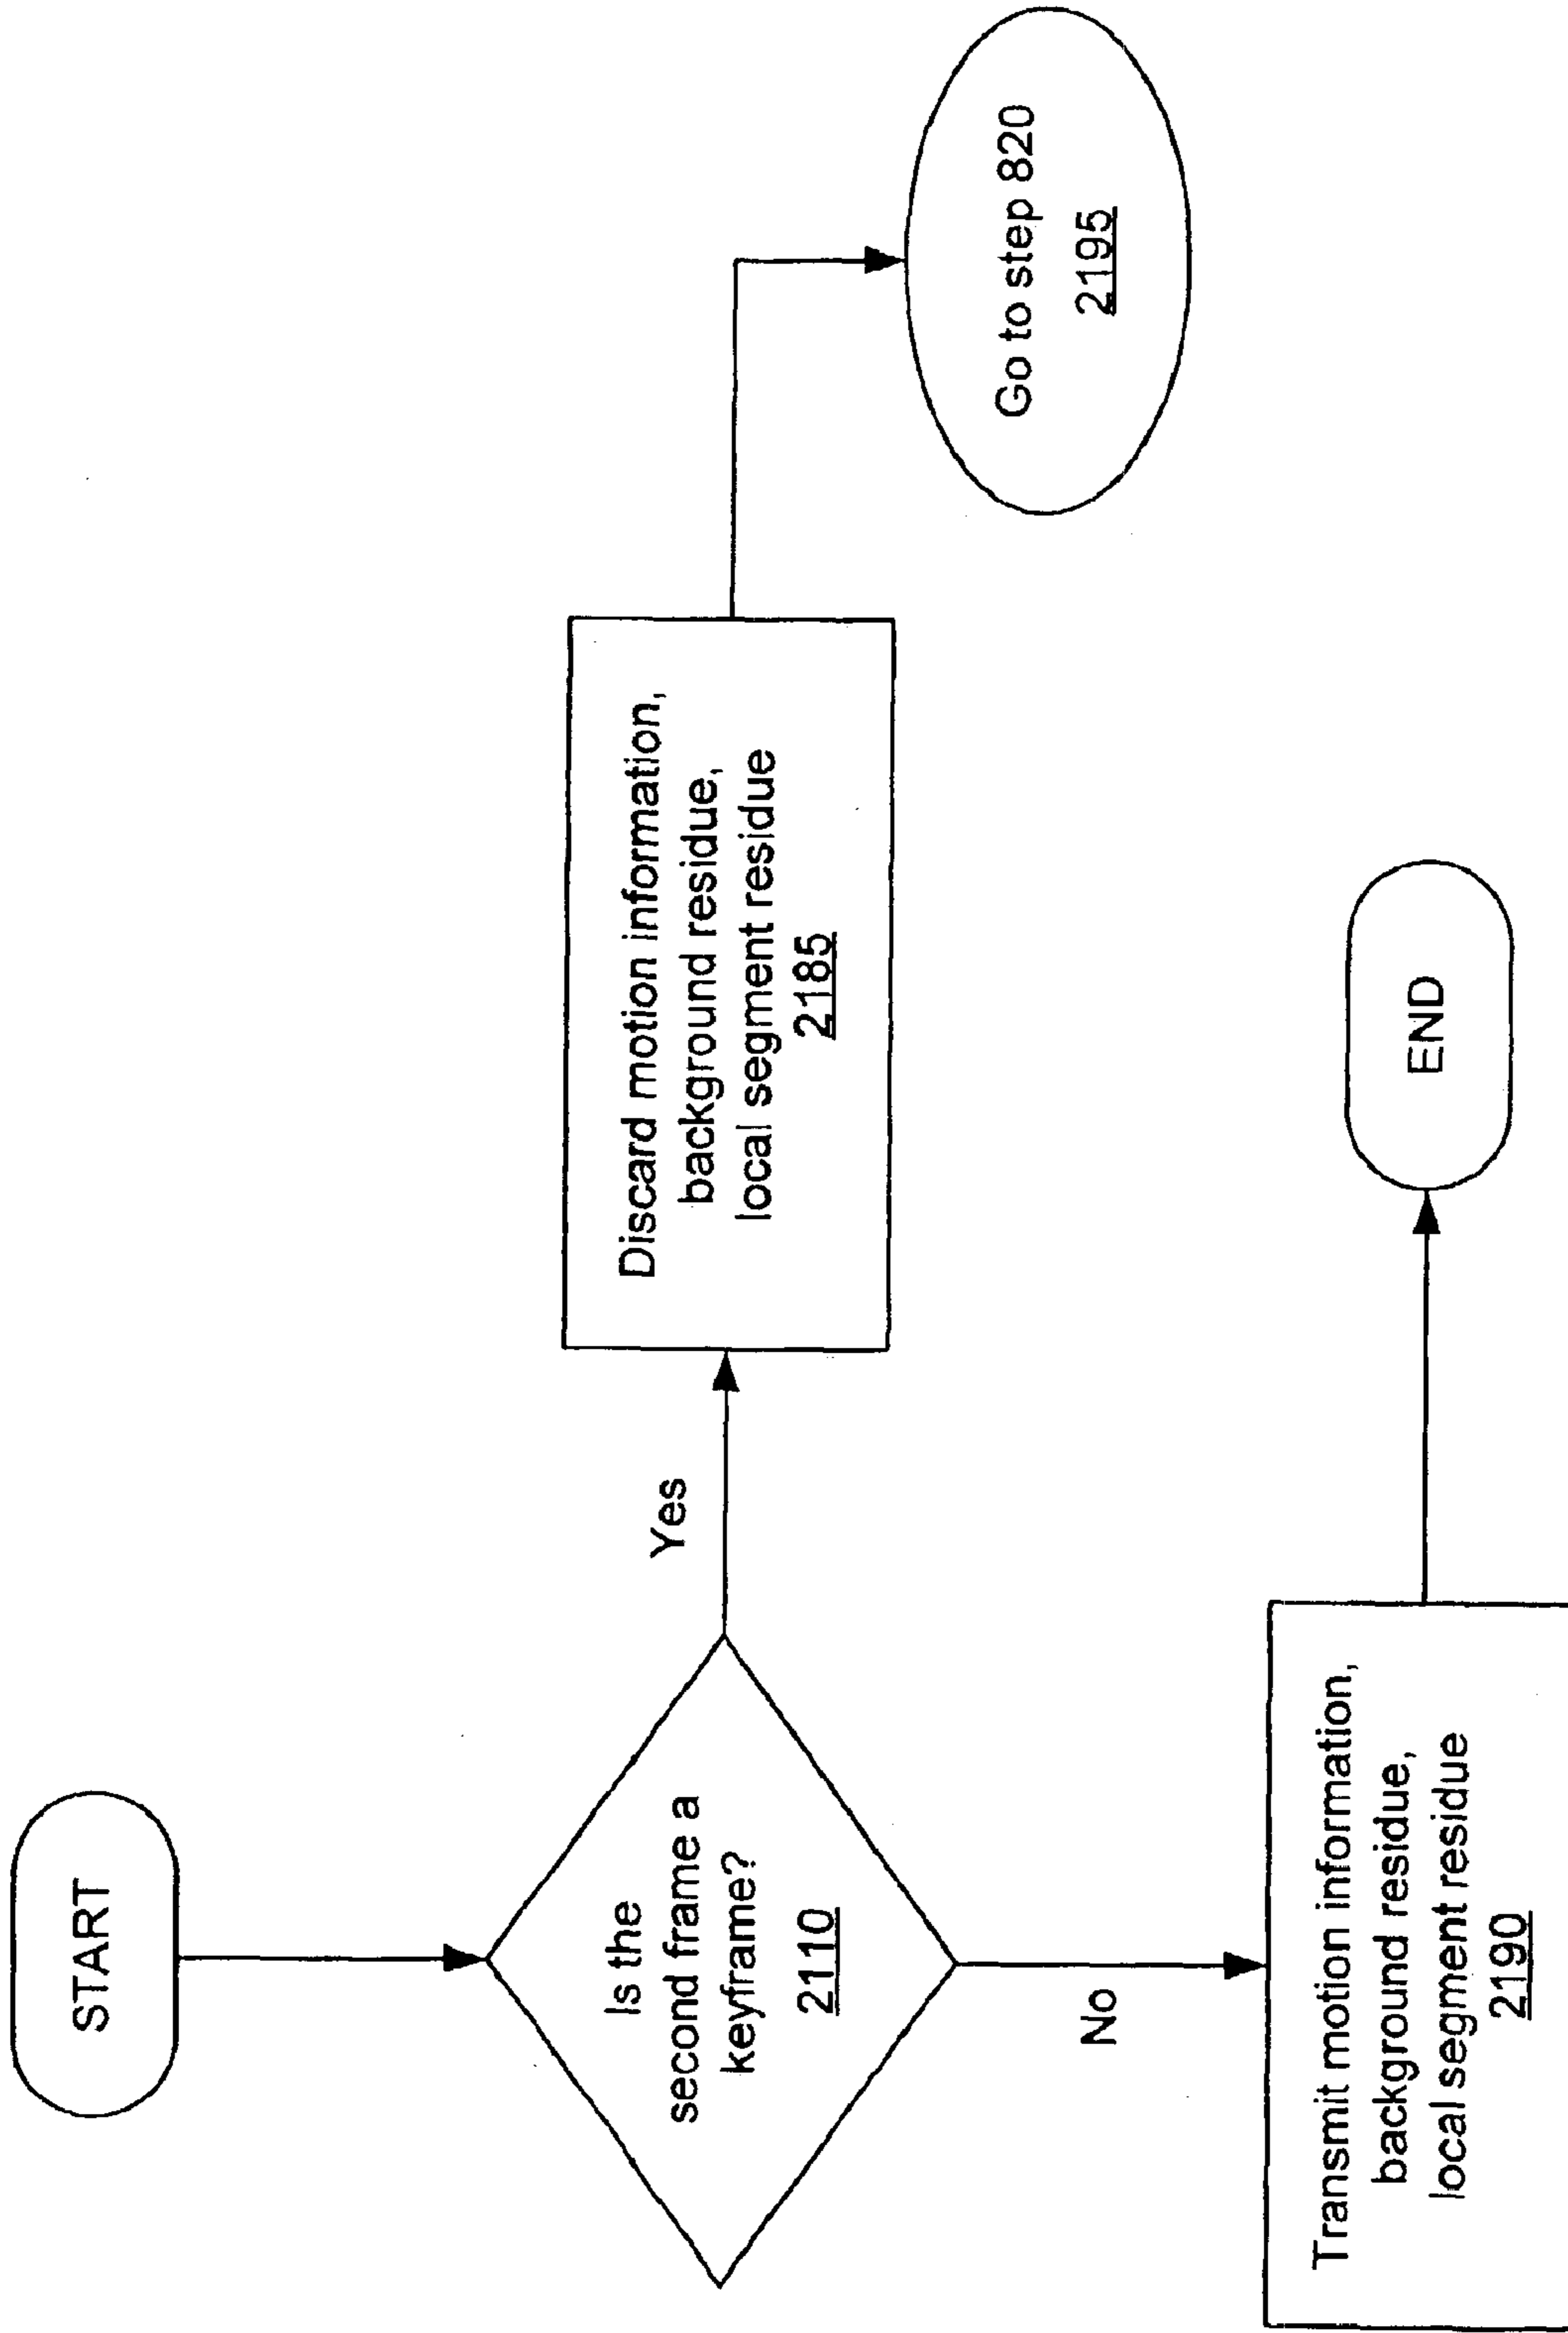 START
Is the
second frame a
keyframe?
2110
Yes
Discard motion information,
background residue,
local segment residue
2185
Go to step 820
2195
No
Transmit motion information,
background residue,
local segment residue
2190
END